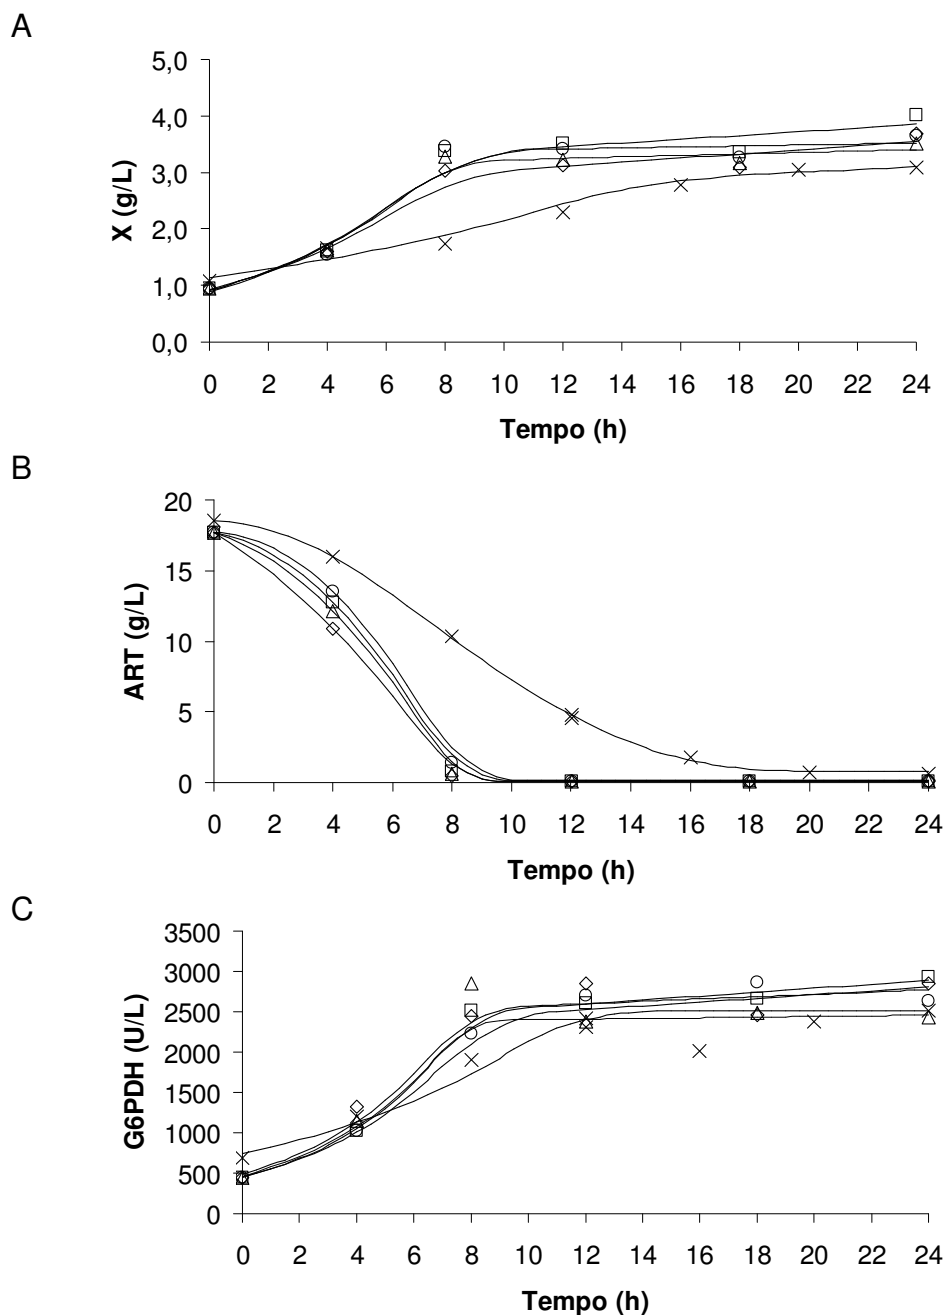 A
X (g/L)
5,0
4,0
3,0
2,0
1,0
0,0
0 2 4 6 8 10 12 14 16 18 20 22 24
Tempo (h)
B
ART (g/L)
20
15
10
5
0
0 2 4 6 8 10 12 14 16 18 20 22 24
Tempo (h)
C
G6PDH (U/L)
3500
3000
2500
2000
1500
1000
500
0
0 2 4 6 8 10 12 14 16 18 20 22 24
Tempo (h)